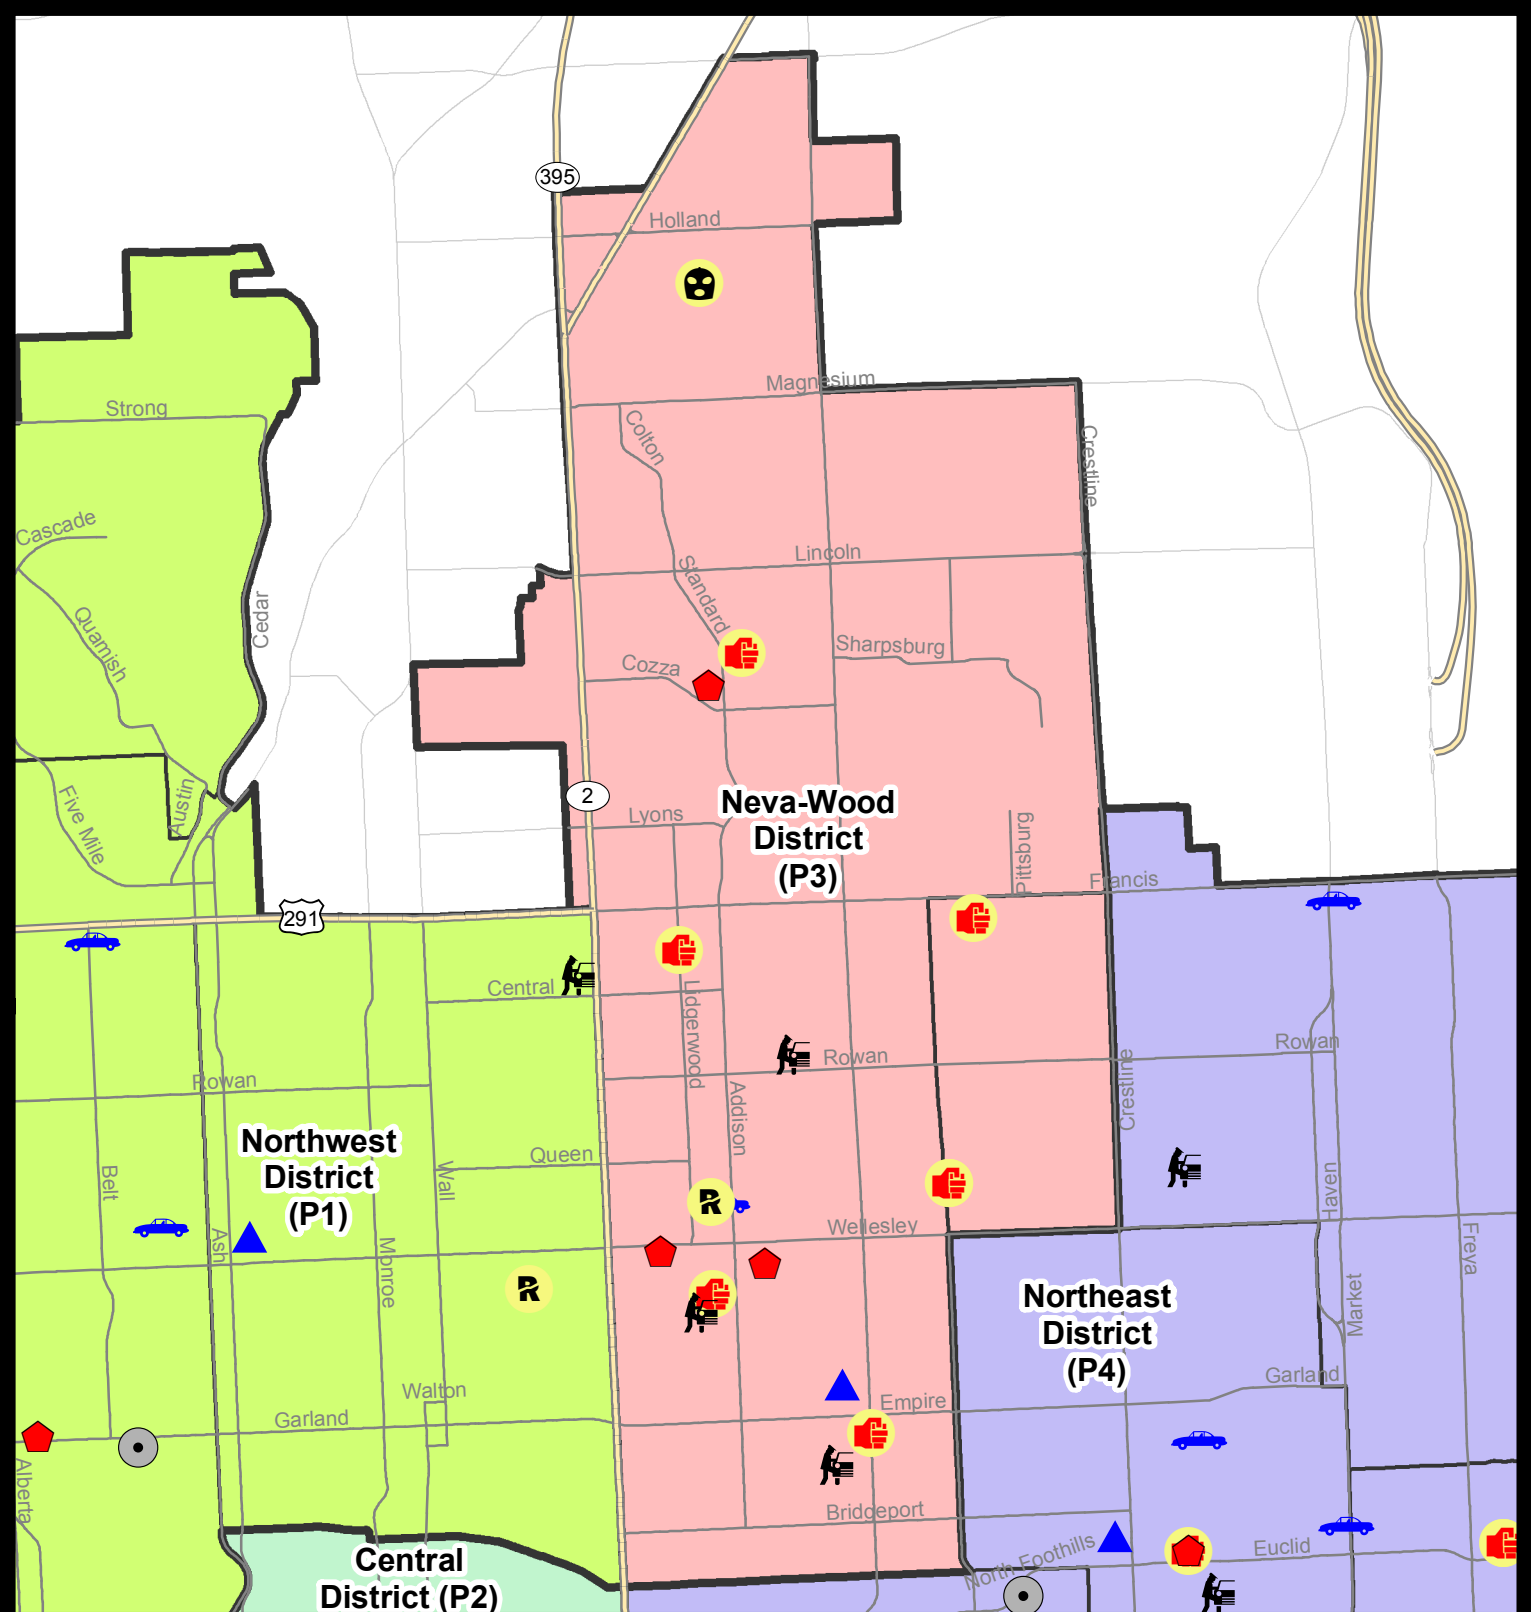 395
Holland
Magnesium
Strong
Colton
Crestline
Cascade
Lincoln
Standard
Cedar
Quamish
Sharpsburg
Cozza
Austin
Five Mile
2
Lyons
Neva-Wood
District
(P3)
Pittsburg
Francis
291
Central
Lidgerwood
Rowan
Rowan
Rowan
Crestline
Addison
Northwest
District
(P1)
Queen
Belt
Wall
Haven
Ash
Monroe
Wellesley
Freya
R
R
Northeast
District
(P4)
Market
Walton
Garland
Garland
Empire
Alberta
Bridgeport
North Foothills
Euclid
Central
District (P2)